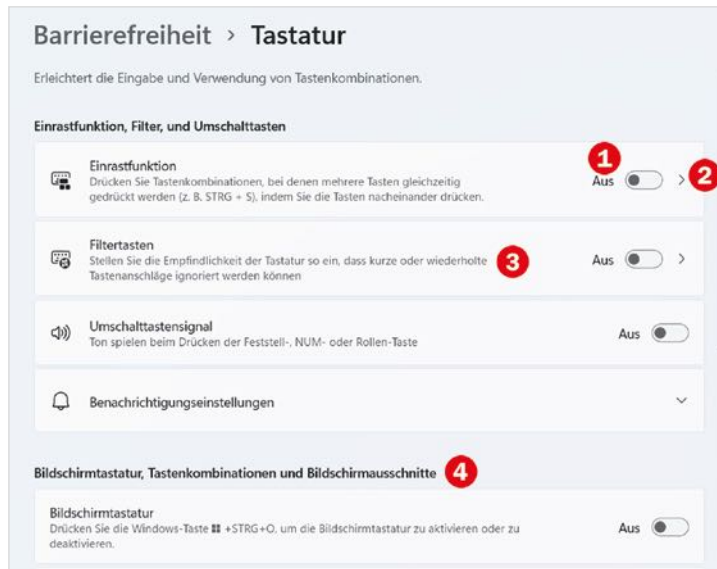 Barrierefreiheit > Tastatur
Erleichtert die Eingabe und Verwendung von Tastenkombinationen.
Einrastfunktion, Filter, und Umschalttasten
Einrastfunktion
Drücken Sie Tastenkombinationen, bei denen mehrere Tasten gleichzeitig
gedrückt werden (z. B. STRG + S), indem Sie die Tasten nacheinander drücken.
1
Aus
2
Filtertasten
Stellen Sie die Empfindlichkeit der Tastatur so ein, dass kurze oder wiederholte
Tastenanschläge ignoriert werden können
3
Aus
Umschalttastensignal
Ton spielen beim Drücken der Feststell-, NUM- oder Rollen-Taste
Aus
Benachrichtigungseinstellungen
Bildschirmtastatur, Tastenkombinationen und Bildschirmausschnitte 4
Bildschirmtastatur
Drücken Sie die Windows-Taste +STRG+O, um die Bildschirmtastatur zu aktivieren oder zu
deaktivieren.
Aus